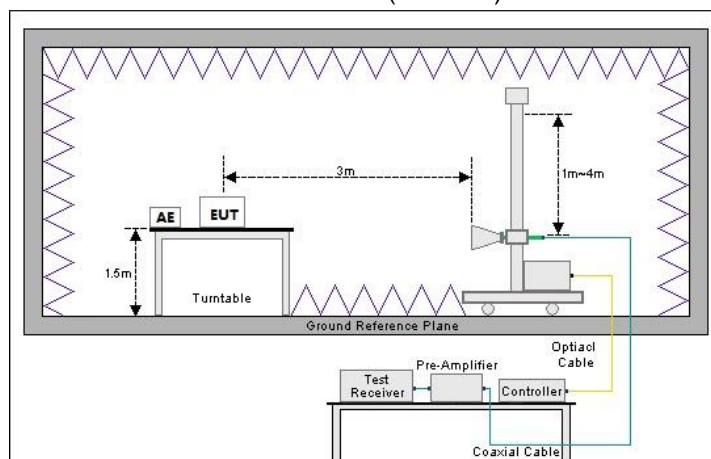 3m
1m~4m
AE
EUT
1.5m
Turntable
Ground Reference Plane
Optiacl
Cable
Pre-Amplifier
Test
Receiver
Controller
Coaxial Cable